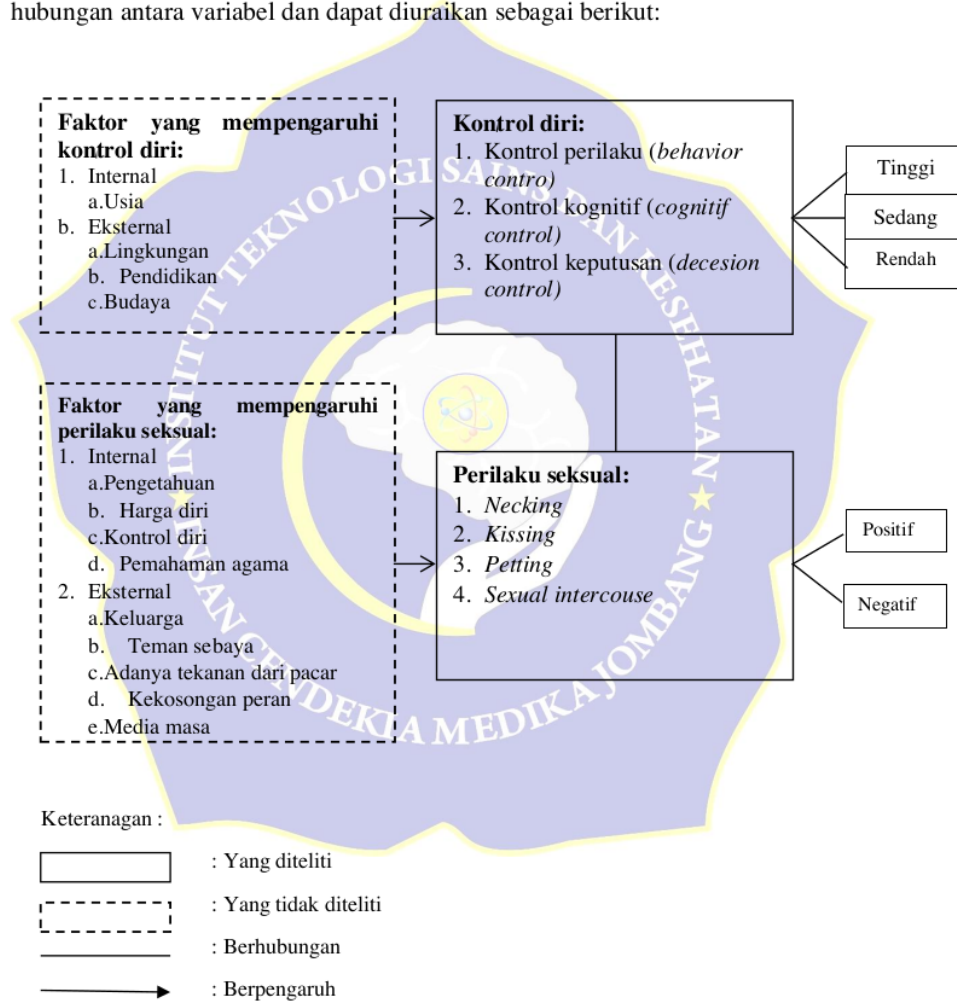 hubungan antara variabel dan dapat diuraikan sebagai berikut:
Faktor yang mempengaruhi
kontrol diri:
1. Internal
a.Usia
b. Eksternal
a.Lingkungan
b. Pendidikan
c.Budaya
Kontrol diri:
1. Kontrol perilaku (behavior
contro)
2. Kontrol kognitif (cognitif
control)
3. Kontrol keputusan (decesion
control)
Tinggi
Sedang
Rendah
Faktor yang mempengaruhi
perilaku seksual:
1. Internal
a.Pengetahuan
b. Harga diri
c.Kontrol diri
d. Pemahaman agama
2. Eksternal
a.Keluarga
b. Teman sebaya
c.Adanya tekanan dari pacar
d. Kekosongan peran
e.Media masa
Perilaku seksual:
1. Necking
2. Kissing
3. Petting
4. Sexual intercouse
Positif
Negatif
INSTITUT TEKNOLOGI SAINS DAN KESEHATAN
INSAN CENDEKIA MEDIKA JOMBANG
Keteranagan :
: Yang diteliti
: Yang tidak diteliti
: Berhubungan
: Berpengaruh